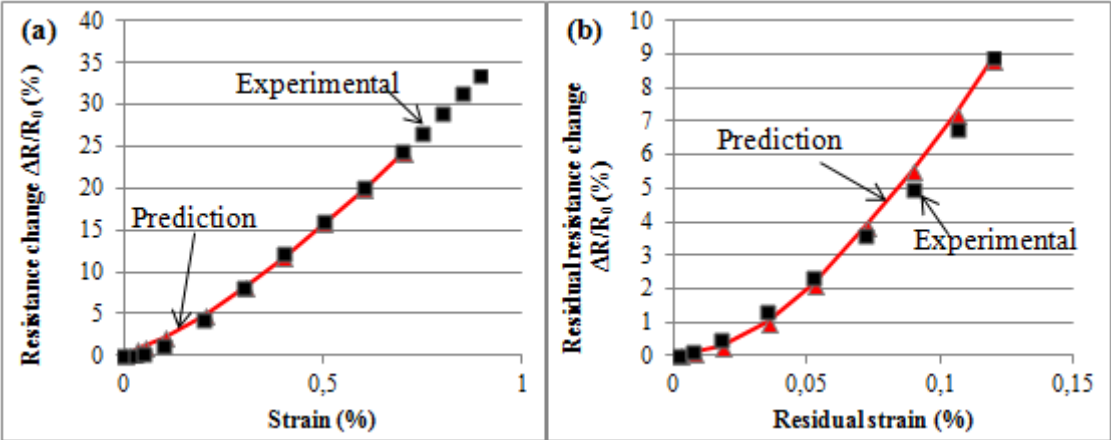 (a)
Resistance change ΔR/R₀ (%)
40
35
30
25
20
15
10
5
0
Experimental
Prediction
0
0,5
1
Strain (%)
(b)
Residual resistance change
ΔR/R₀ (%)
10
9
8
7
6
5
4
3
2
1
0
Prediction
Experimental
0
0,05
0,1
0,15
Residual strain (%)